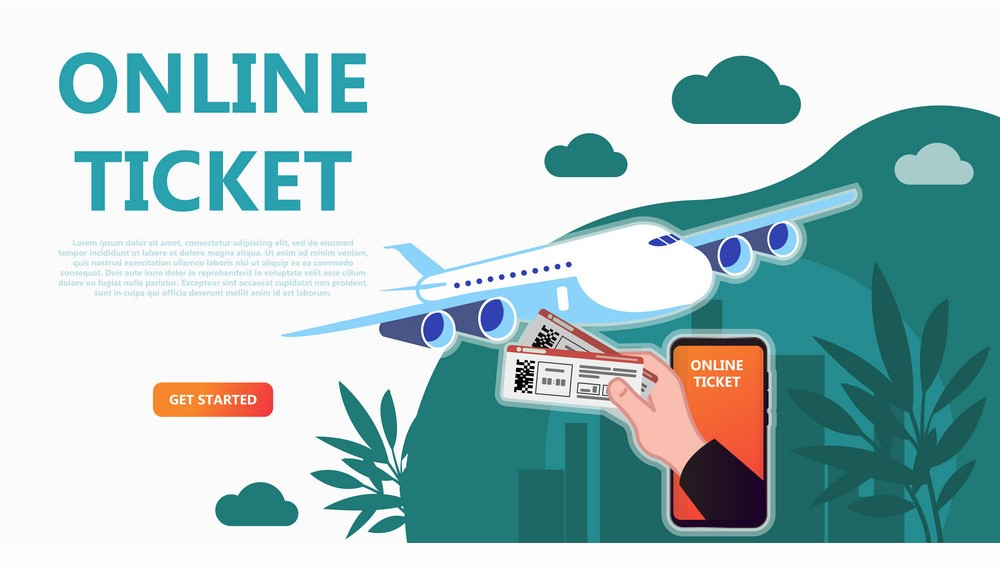 ONLINE
TICKET
Lorem ipsum dolor sit amet, consectetur adipiscing elit, sed do eiusmod
tempor incididunt ut labore et dolore magna aliqua. Ut enim ad minim veniam,
quis nostrud exercitation ullamco laboris nisi ut aliquip ex ea commodo
consequat. Duis aute irure dolor in reprehenderit in voluptate velit esse cillum
dolore eu fugiat nulla pariatur. Excepteur sint occaecat cupidatat non proident,
sunt in culpa qui officia deserunt mollit anim id est laborum.
GET STARTED
ONLINE
TICKET